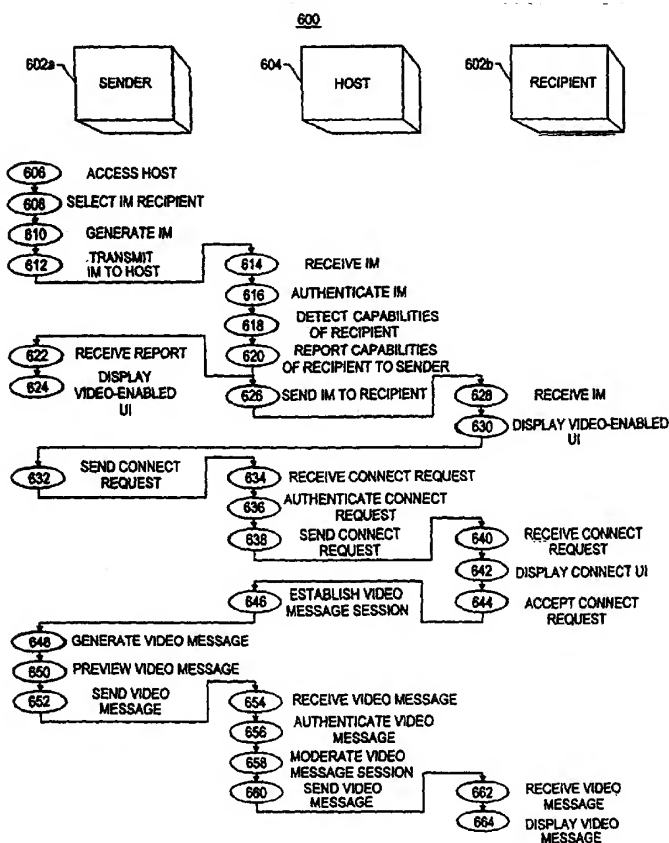 600
602a
SENDER
604
HOST
602b
RECIPIENT
606 ACCESS HOST
608 SELECT IM RECIPIENT
610 GENERATE IM
612 TRANSMIT
IM TO HOST
614 RECEIVE IM
616 AUTHENTICATE IM
618 DETECT CAPABILITIES
OF RECIPIENT
620 REPORT CAPABILITIES
OF RECIPIENT TO SENDER
622 RECEIVE REPORT
624 DISPLAY
VIDEO-ENABLED
UI
626 SEND IM TO RECIPIENT
628 RECEIVE IM
630 DISPLAY VIDEO-ENABLED
UI
632 SEND CONNECT
REQUEST
634 RECEIVE CONNECT REQUEST
636 AUTHENTICATE CONNECT
REQUEST
638 SEND CONNECT
REQUEST
640 RECEIVE CONNECT
REQUEST
642 DISPLAY CONNECT UI
644 ACCEPT CONNECT
REQUEST
646 ESTABLISH VIDEO
MESSAGE SESSION
648 GENERATE VIDEO MESSAGE
650 PREVIEW VIDEO MESSAGE
652 SEND VIDEO
MESSAGE
654 RECEIVE VIDEO MESSAGE
656 AUTHENTICATE VIDEO
MESSAGE
658 MODERATE VIDEO
MESSAGE SESSION
660 SEND VIDEO
MESSAGE
662 RECEIVE VIDEO
MESSAGE
664 DISPLAY VIDEO
MESSAGE